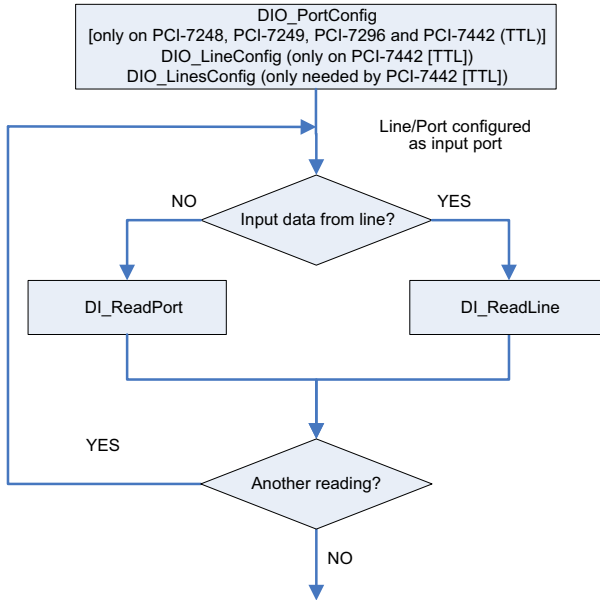 DIO_PortConfig
[only on PCI-7248, PCI-7249, PCI-7296 and PCI-7442 (TTL)]
DIO_LineConfig (only on PCI-7442 [TTL])
DIO_LinesConfig (only needed by PCI-7442 [TTL])
Line/Port configured
as input port
NO
YES
Input data from line?
DI_ReadPort
DI_ReadLine
YES
Another reading?
NO